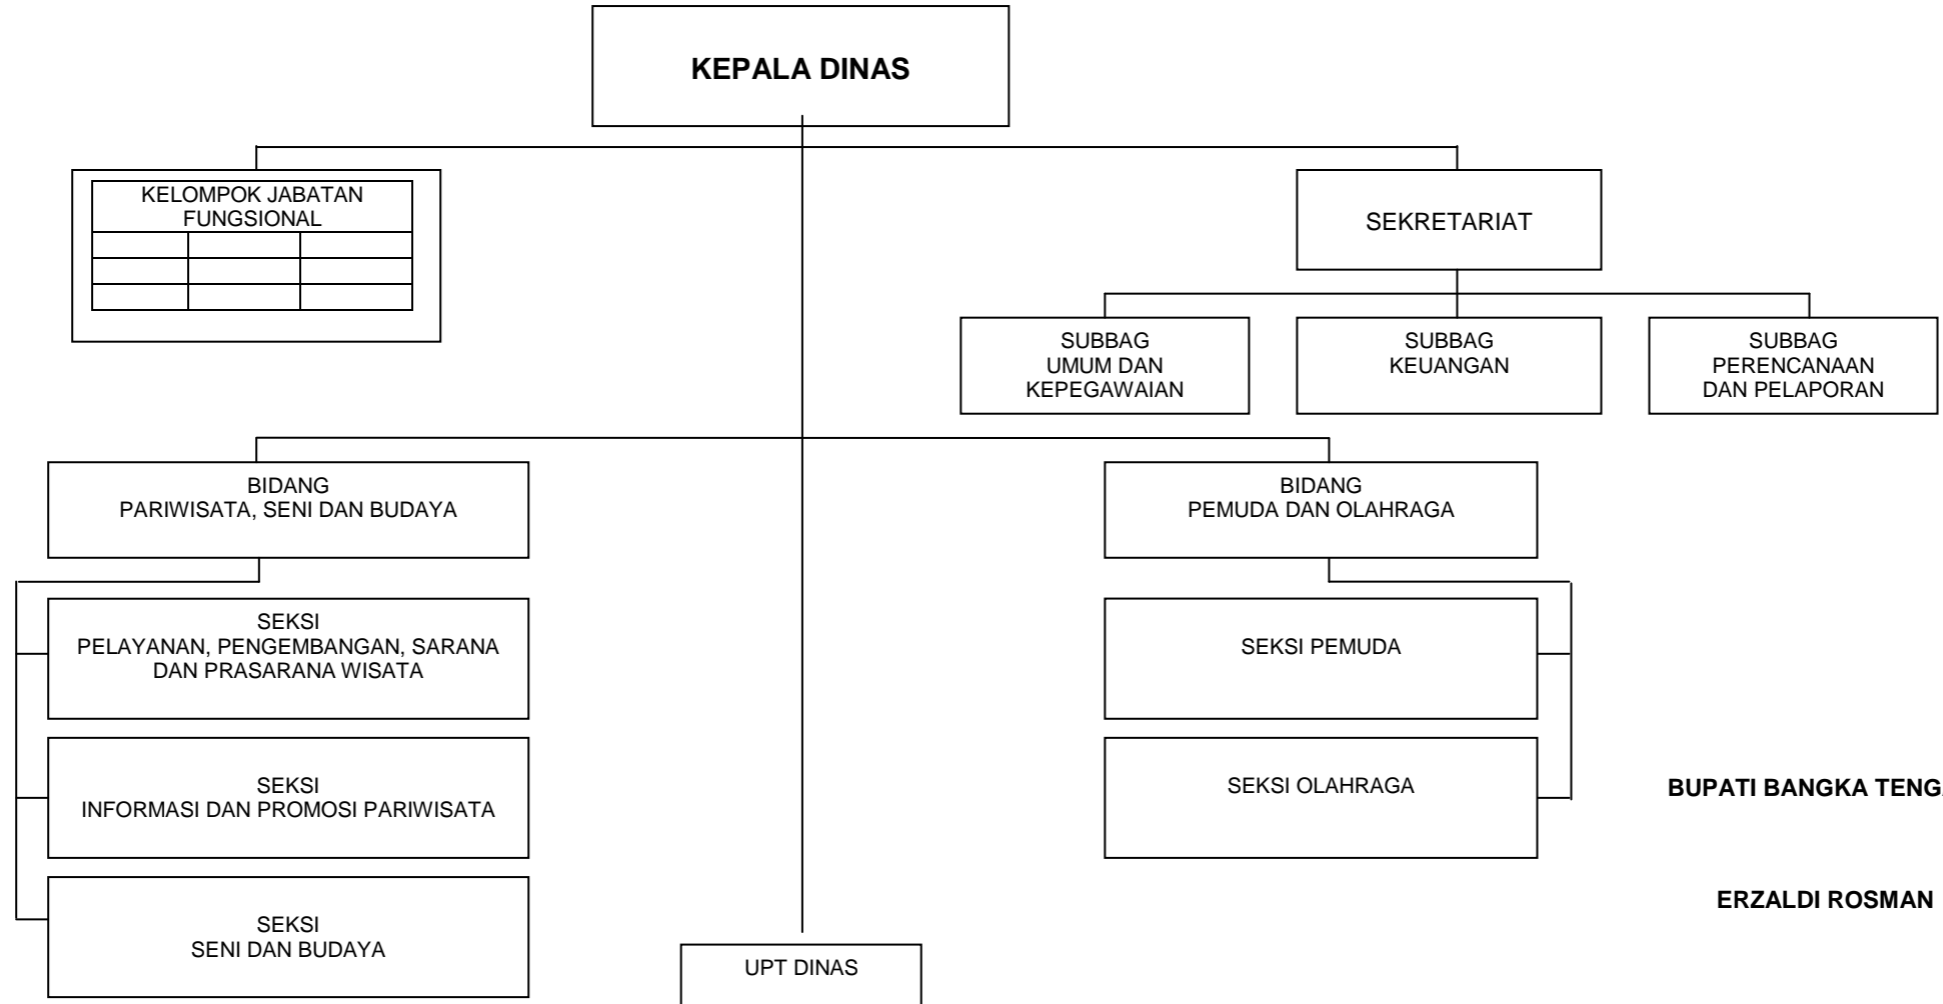 KEPALA DINAS
KELOMPOK JABATAN
FUNGSIONAL
SEKRETARIAT
SUBBAG
UMUM DAN
KEPEGAWAIAN
SUBBAG
KEUANGAN
SUBBAG
PERENCANAAN
DAN PELAPORAN
BIDANG
PARIWISATA, SENI DAN BUDAYA
BIDANG
PEMUDA DAN OLAHRAGA
SEKSI
PELAYANAN, PENGEMBANGAN, SARANA
DAN PRASARANA WISATA
SEKSI PEMUDA
SEKSI
INFORMASI DAN PROMOSI PARIWISATA
SEKSI OLAHRAGA
BUPATI BANGKA TENG
ERZALDI ROSMAN
SEKSI
SENI DAN BUDAYA
UPT DINAS